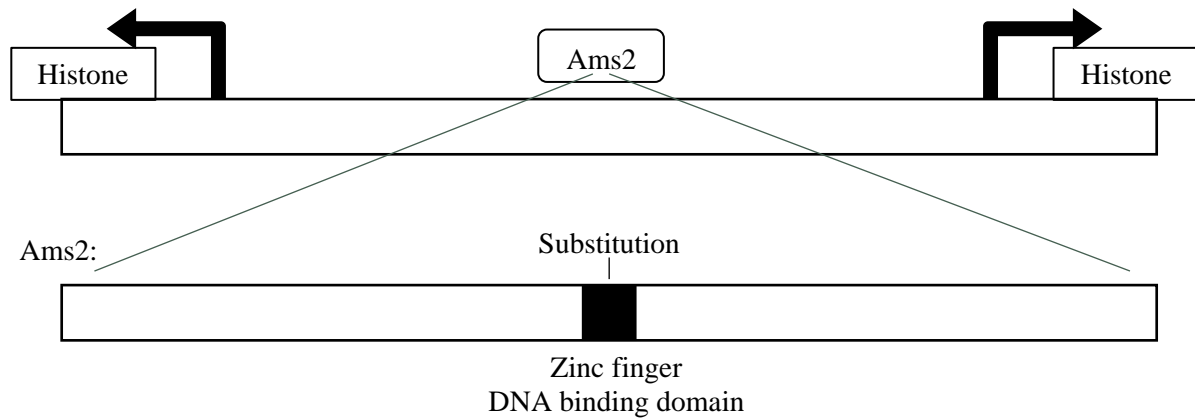 Histone
Ams2
Histone
Ams2:
Substitution
Zinc finger
DNA binding domain